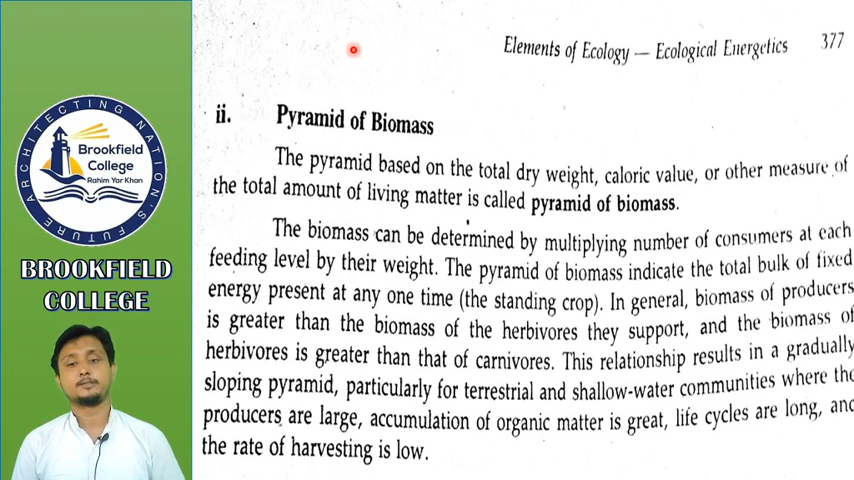 ARCHITECTING NATION'S FUTURE
Brookfield
College
Rahim Yar Khan
BROOKFIELD
COLLEGE
Elements of Ecology — Ecological Energetics 377
ii. Pyramid of Biomass
The pyramid based on the total dry weight, caloric value, or other measure of
the total amount of living matter is called pyramid of biomass.
The biomass can be determined by multiplying number of consumers at each
feeding level by their weight. The pyramid of biomass indicate the total bulk of fixed
energy present at any one time (the standing crop). In general, biomass of producers
is greater than the biomass of the herbivores they support, and the biomass of
herbivores is greater than that of carnivores. This relationship results in a gradually
sloping pyramid, particularly for terrestrial and shallow-water communities where the
producers are large, accumulation of organic matter is great, life cycles are long, and
the rate of harvesting is low.